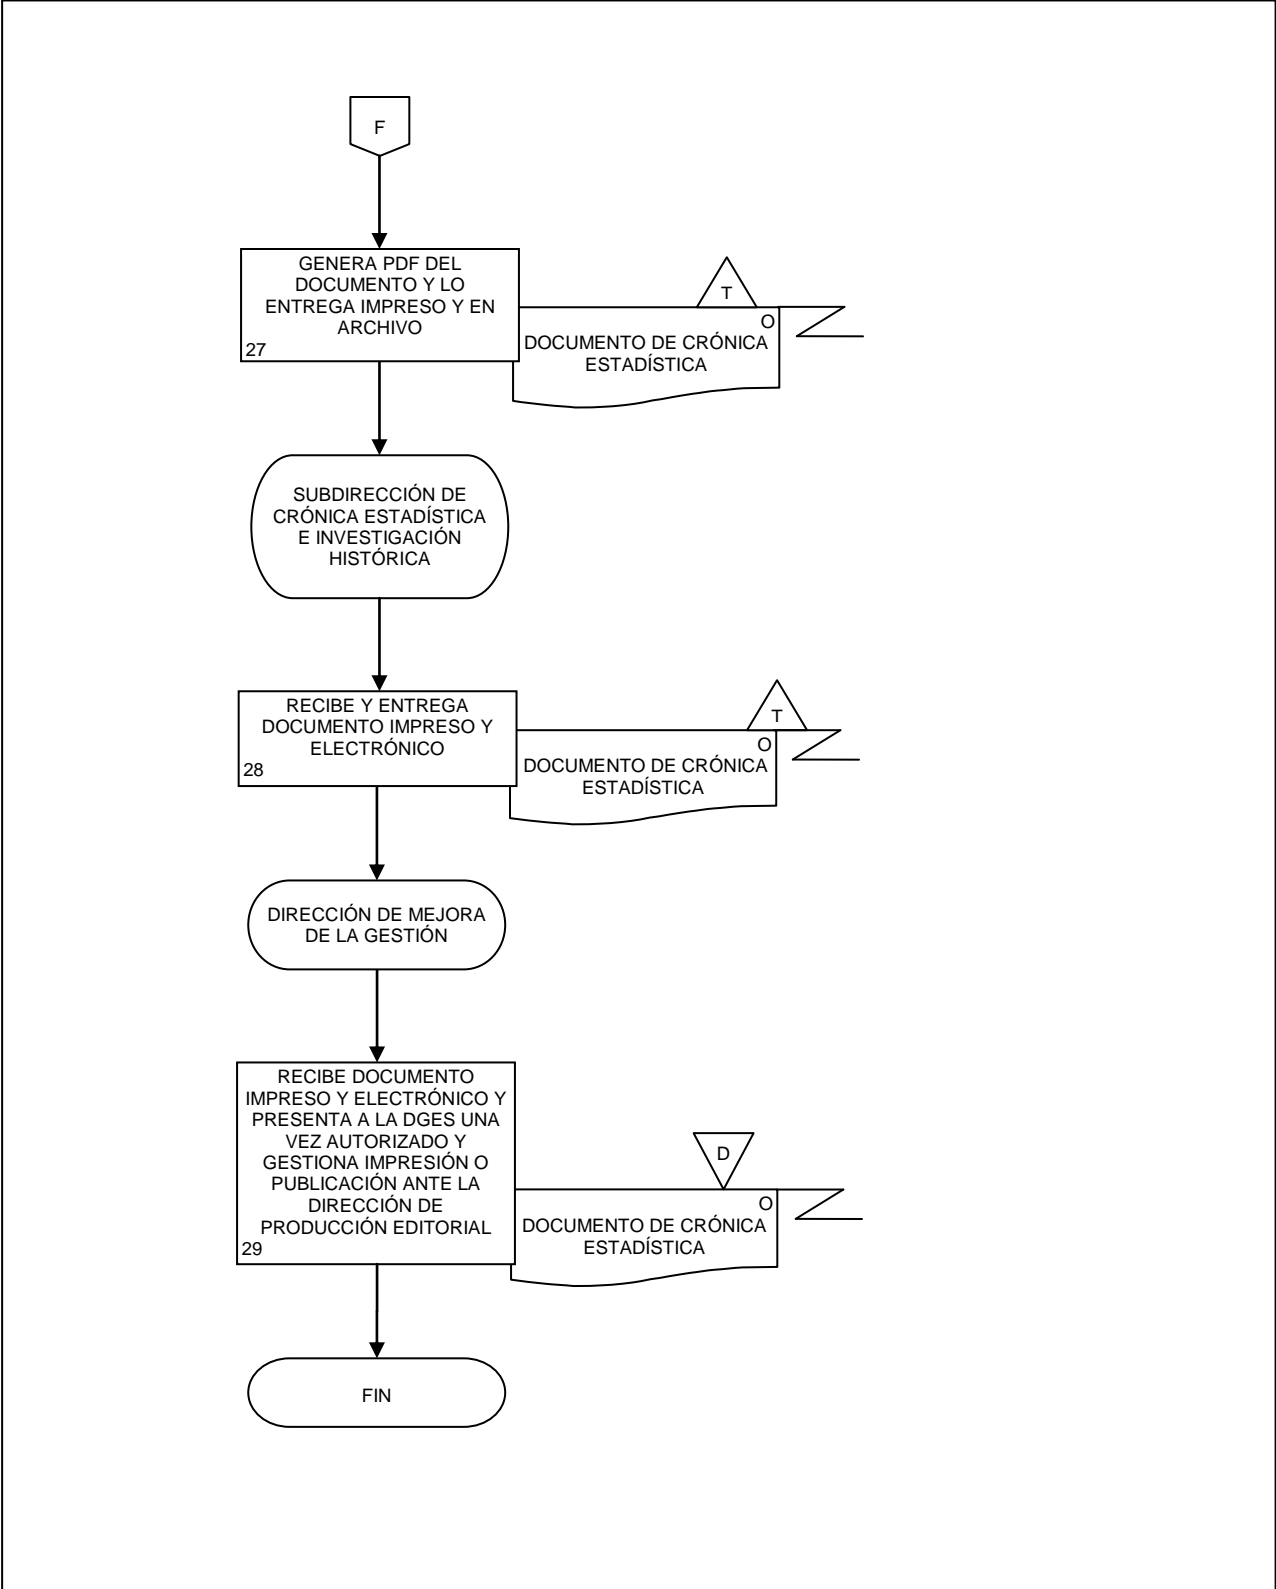 F
GENERA PDF DEL
DOCUMENTO Y LO
ENTREGA IMPRESO Y EN
ARCHIVO
27
T
O
DOCUMENTO DE CRÓNICA
ESTADÍSTICA
SUBDIRECCIÓN DE
CRÓNICA ESTADÍSTICA
E INVESTIGACIÓN
HISTÓRICA
RECIBE Y ENTREGA
DOCUMENTO IMPRESO Y
ELECTRÓNICO
28
T
O
DOCUMENTO DE CRÓNICA
ESTADÍSTICA
DIRECCIÓN DE MEJORA
DE LA GESTIÓN
RECIBE DOCUMENTO
IMPRESO Y ELECTRÓNICO Y
PRESENTA A LA DGES UNA
VEZ AUTORIZADO Y
GESTIONA IMPRESIÓN O
PUBLICACIÓN ANTE LA
DIRECCIÓN DE
PRODUCCIÓN EDITORIAL
29
D
O
DOCUMENTO DE CRÓNICA
ESTADÍSTICA
FIN